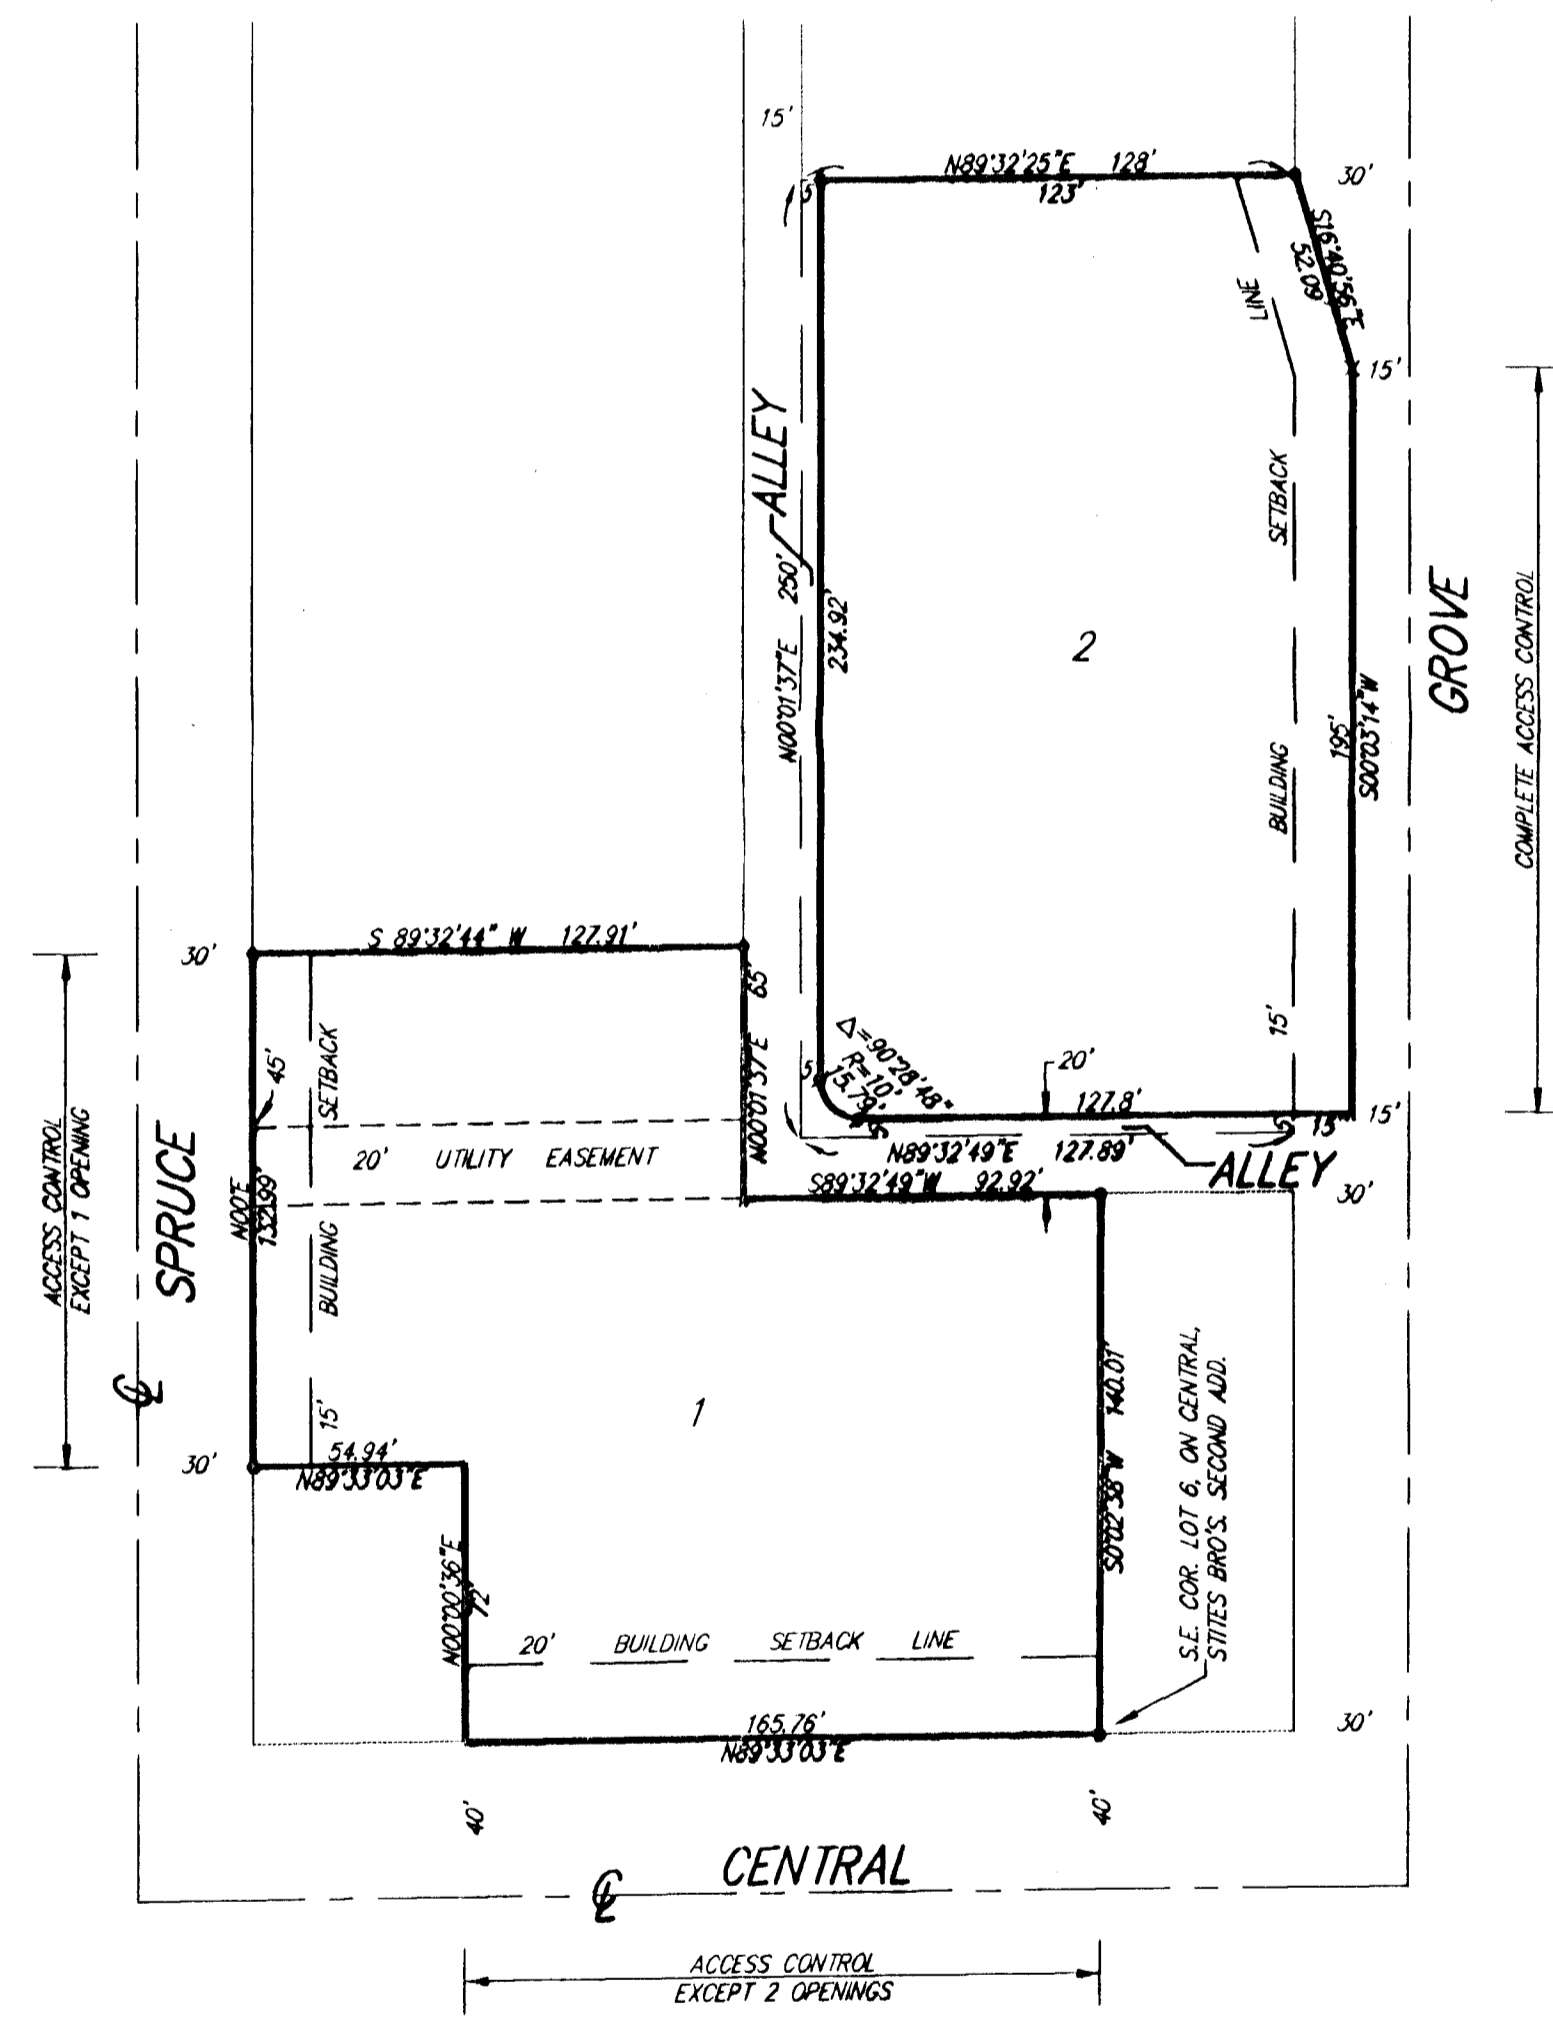 15'
N89°32'25"E 128'
123'
5'
30'
S16°40'56"E
52.09
LINE
15'
ALLEY
SETBACK
N00°01'37"E 250'
234.92'
2
GROVE
COMPLETE ACCESS CONTROL
195'
S00°03'14"W
BUILDING
30'
S 89°32'44" W 127.91'
65'
N00°01'37"E
15'
Δ=90°28'48"
R=10'
15.79'
5'
20'
127.8'
15'
5'
15'
45'
SETBACK
N89°32'49"E 127.89'
ALLEY
20' UTILITY EASEMENT
S89°32'49"W 92.92'
30'
ACCESS CONTROL
EXCEPT 1 OPENING
SPRUCE
N00°E
132.99'
BUILDING
15'
℄
1
140.01'
S0°02'38"W
S.E. COR. LOT 6, ON CENTRAL,
STITES BRO'S. SECOND ADD.
30'
54.94'
N89°33'03"E
N00°00'36"E
72'
20' BUILDING SETBACK LINE
165.76'
N89°33'03"E
30'
40'
40'
CENTRAL
℄
ACCESS CONTROL
EXCEPT 2 OPENINGS